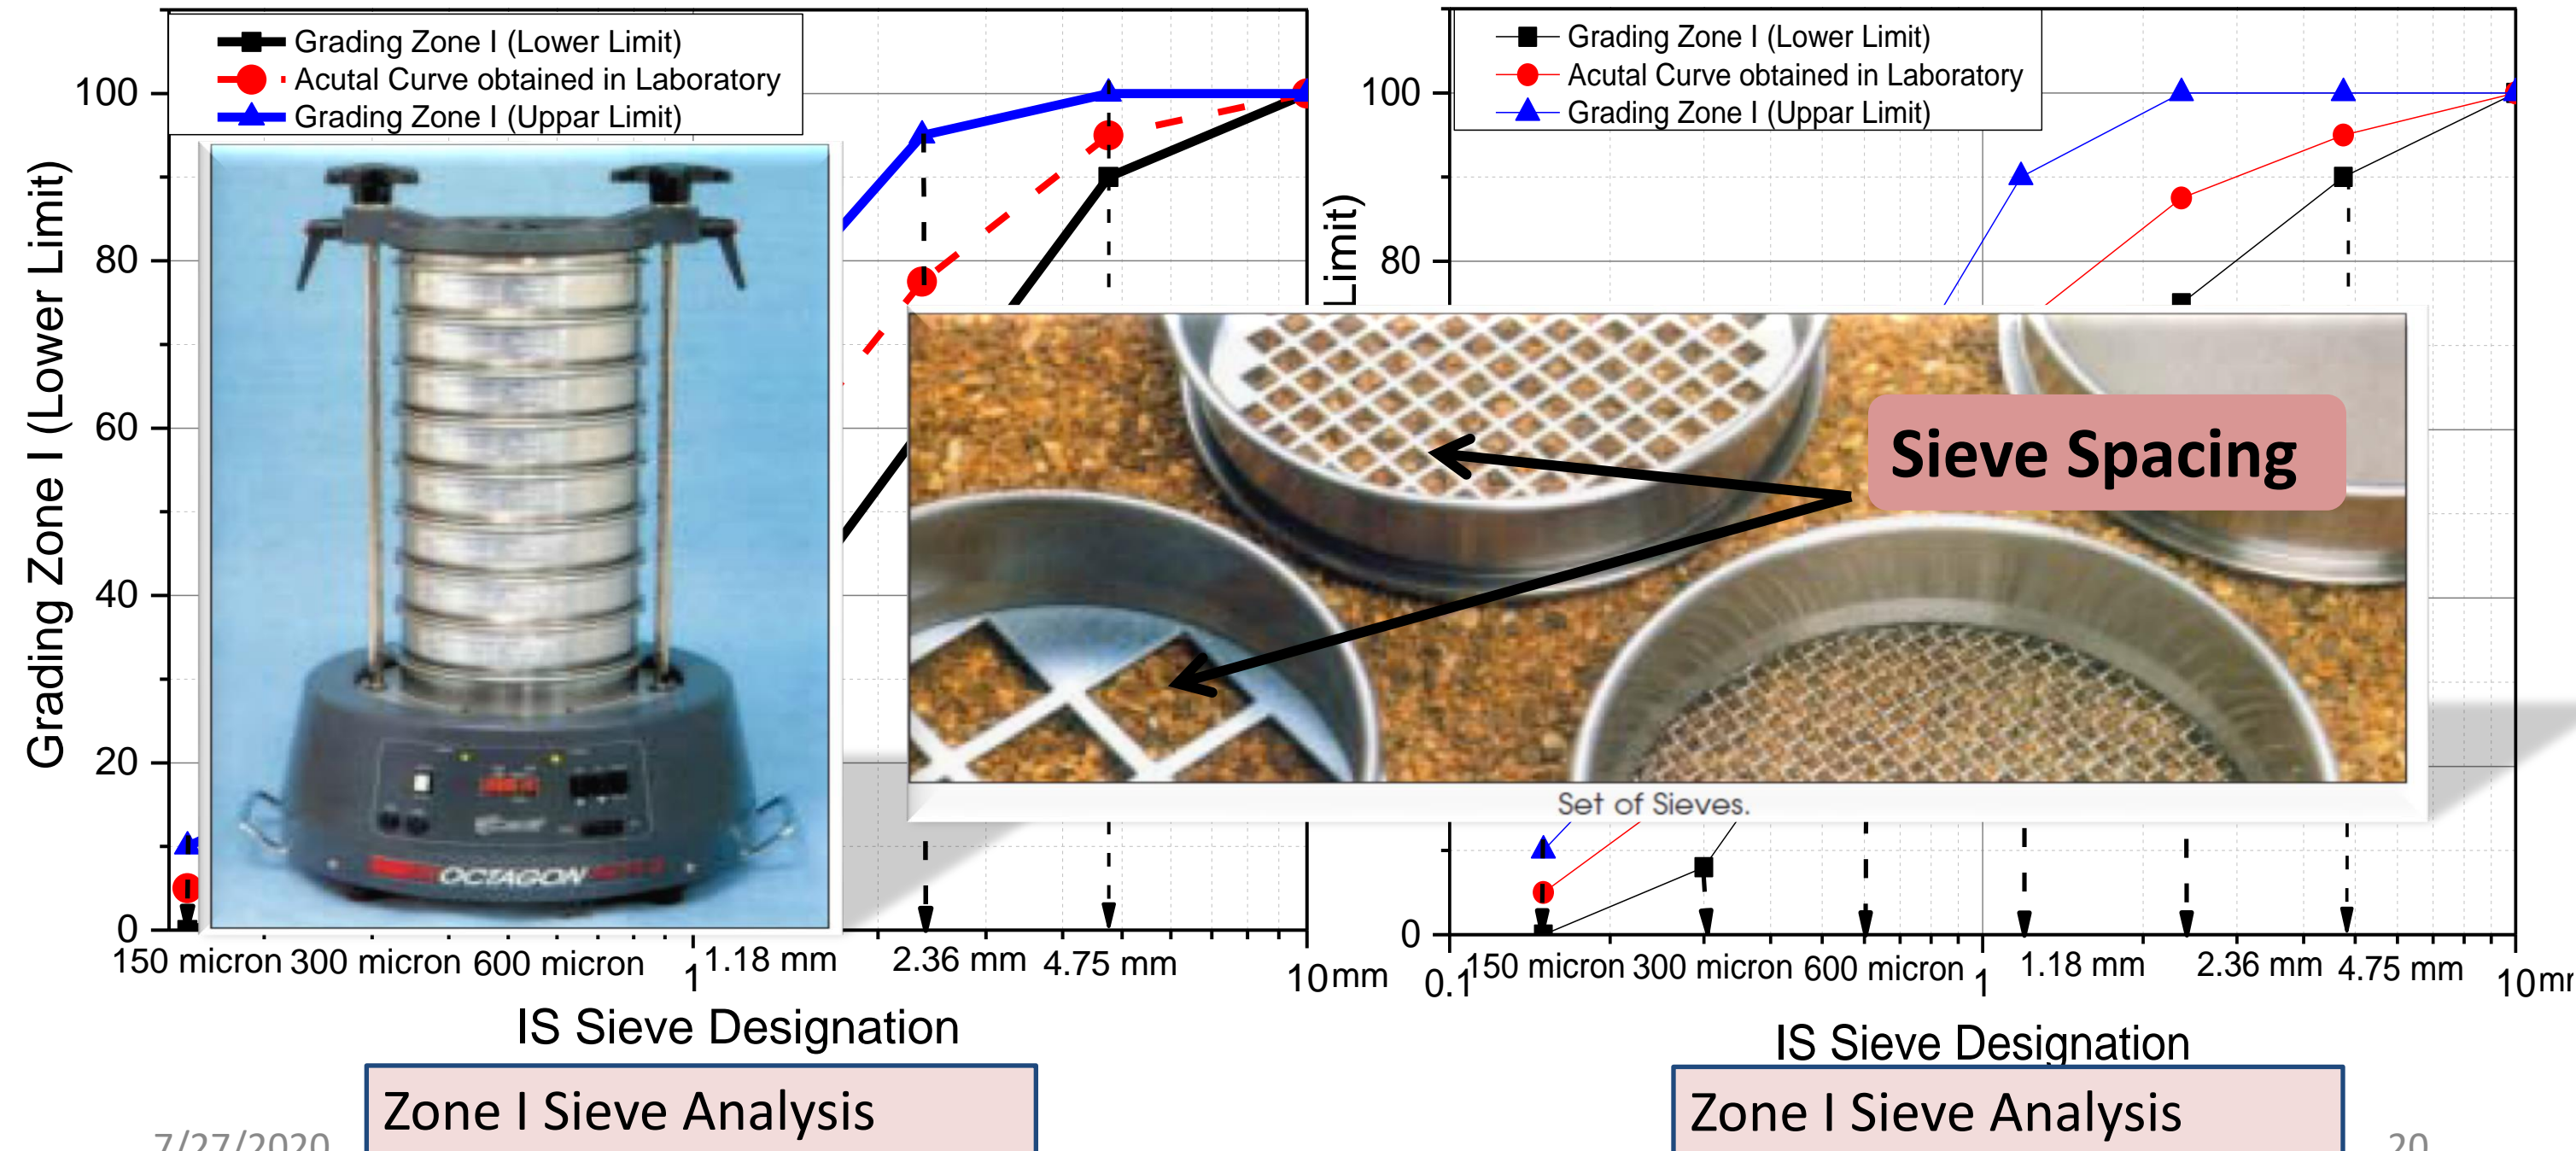 Grading Zone I (Lower Limit)
Acutal Curve obtained in Laboratory
Grading Zone I (Uppar Limit)
100
80
60
40
20
0
Grading Zone I (Lower Limit)
OCTAGON
150 micron 300 micron 600 micron 1 1.18 mm 2.36 mm 4.75 mm 10mm
IS Sieve Designation
Zone I Sieve Analysis
Grading Zone I (Lower Limit)
Acutal Curve obtained in Laboratory
Grading Zone I (Uppar Limit)
100
80
0
Limit)
Sieve Spacing
Set of Sieves.
0.1 150 micron 300 micron 600 micron 1 1.18 mm 2.36 mm 4.75 mm 10m
IS Sieve Designation
Zone I Sieve Analysis
7/27/2020
20